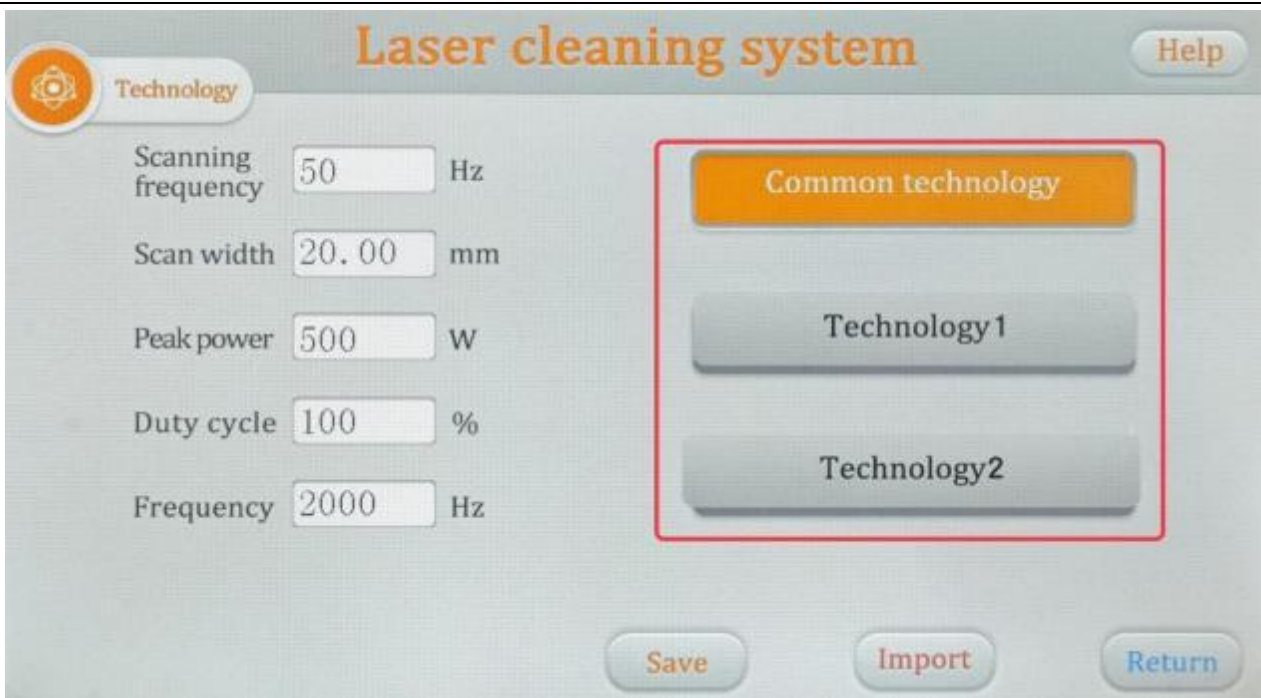 Laser cleaning system
Help
Technology
Scanning
frequency 50 Hz
Scan width 20.00 mm
Peak power 500 W
Duty cycle 100 %
Frequency 2000 Hz
Common technology
Technology1
Technology2
Save
Import
Return